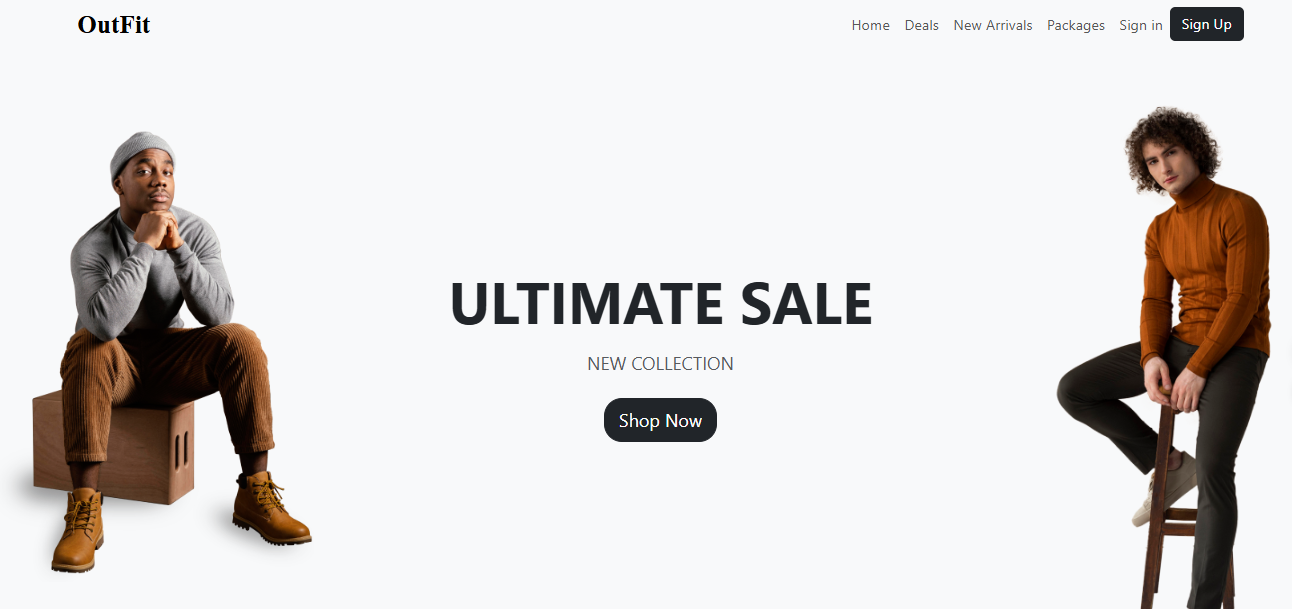 OutFit
Home Deals New Arrivals Packages Sign in Sign Up
ULTIMATE SALE
NEW COLLECTION
Shop Now